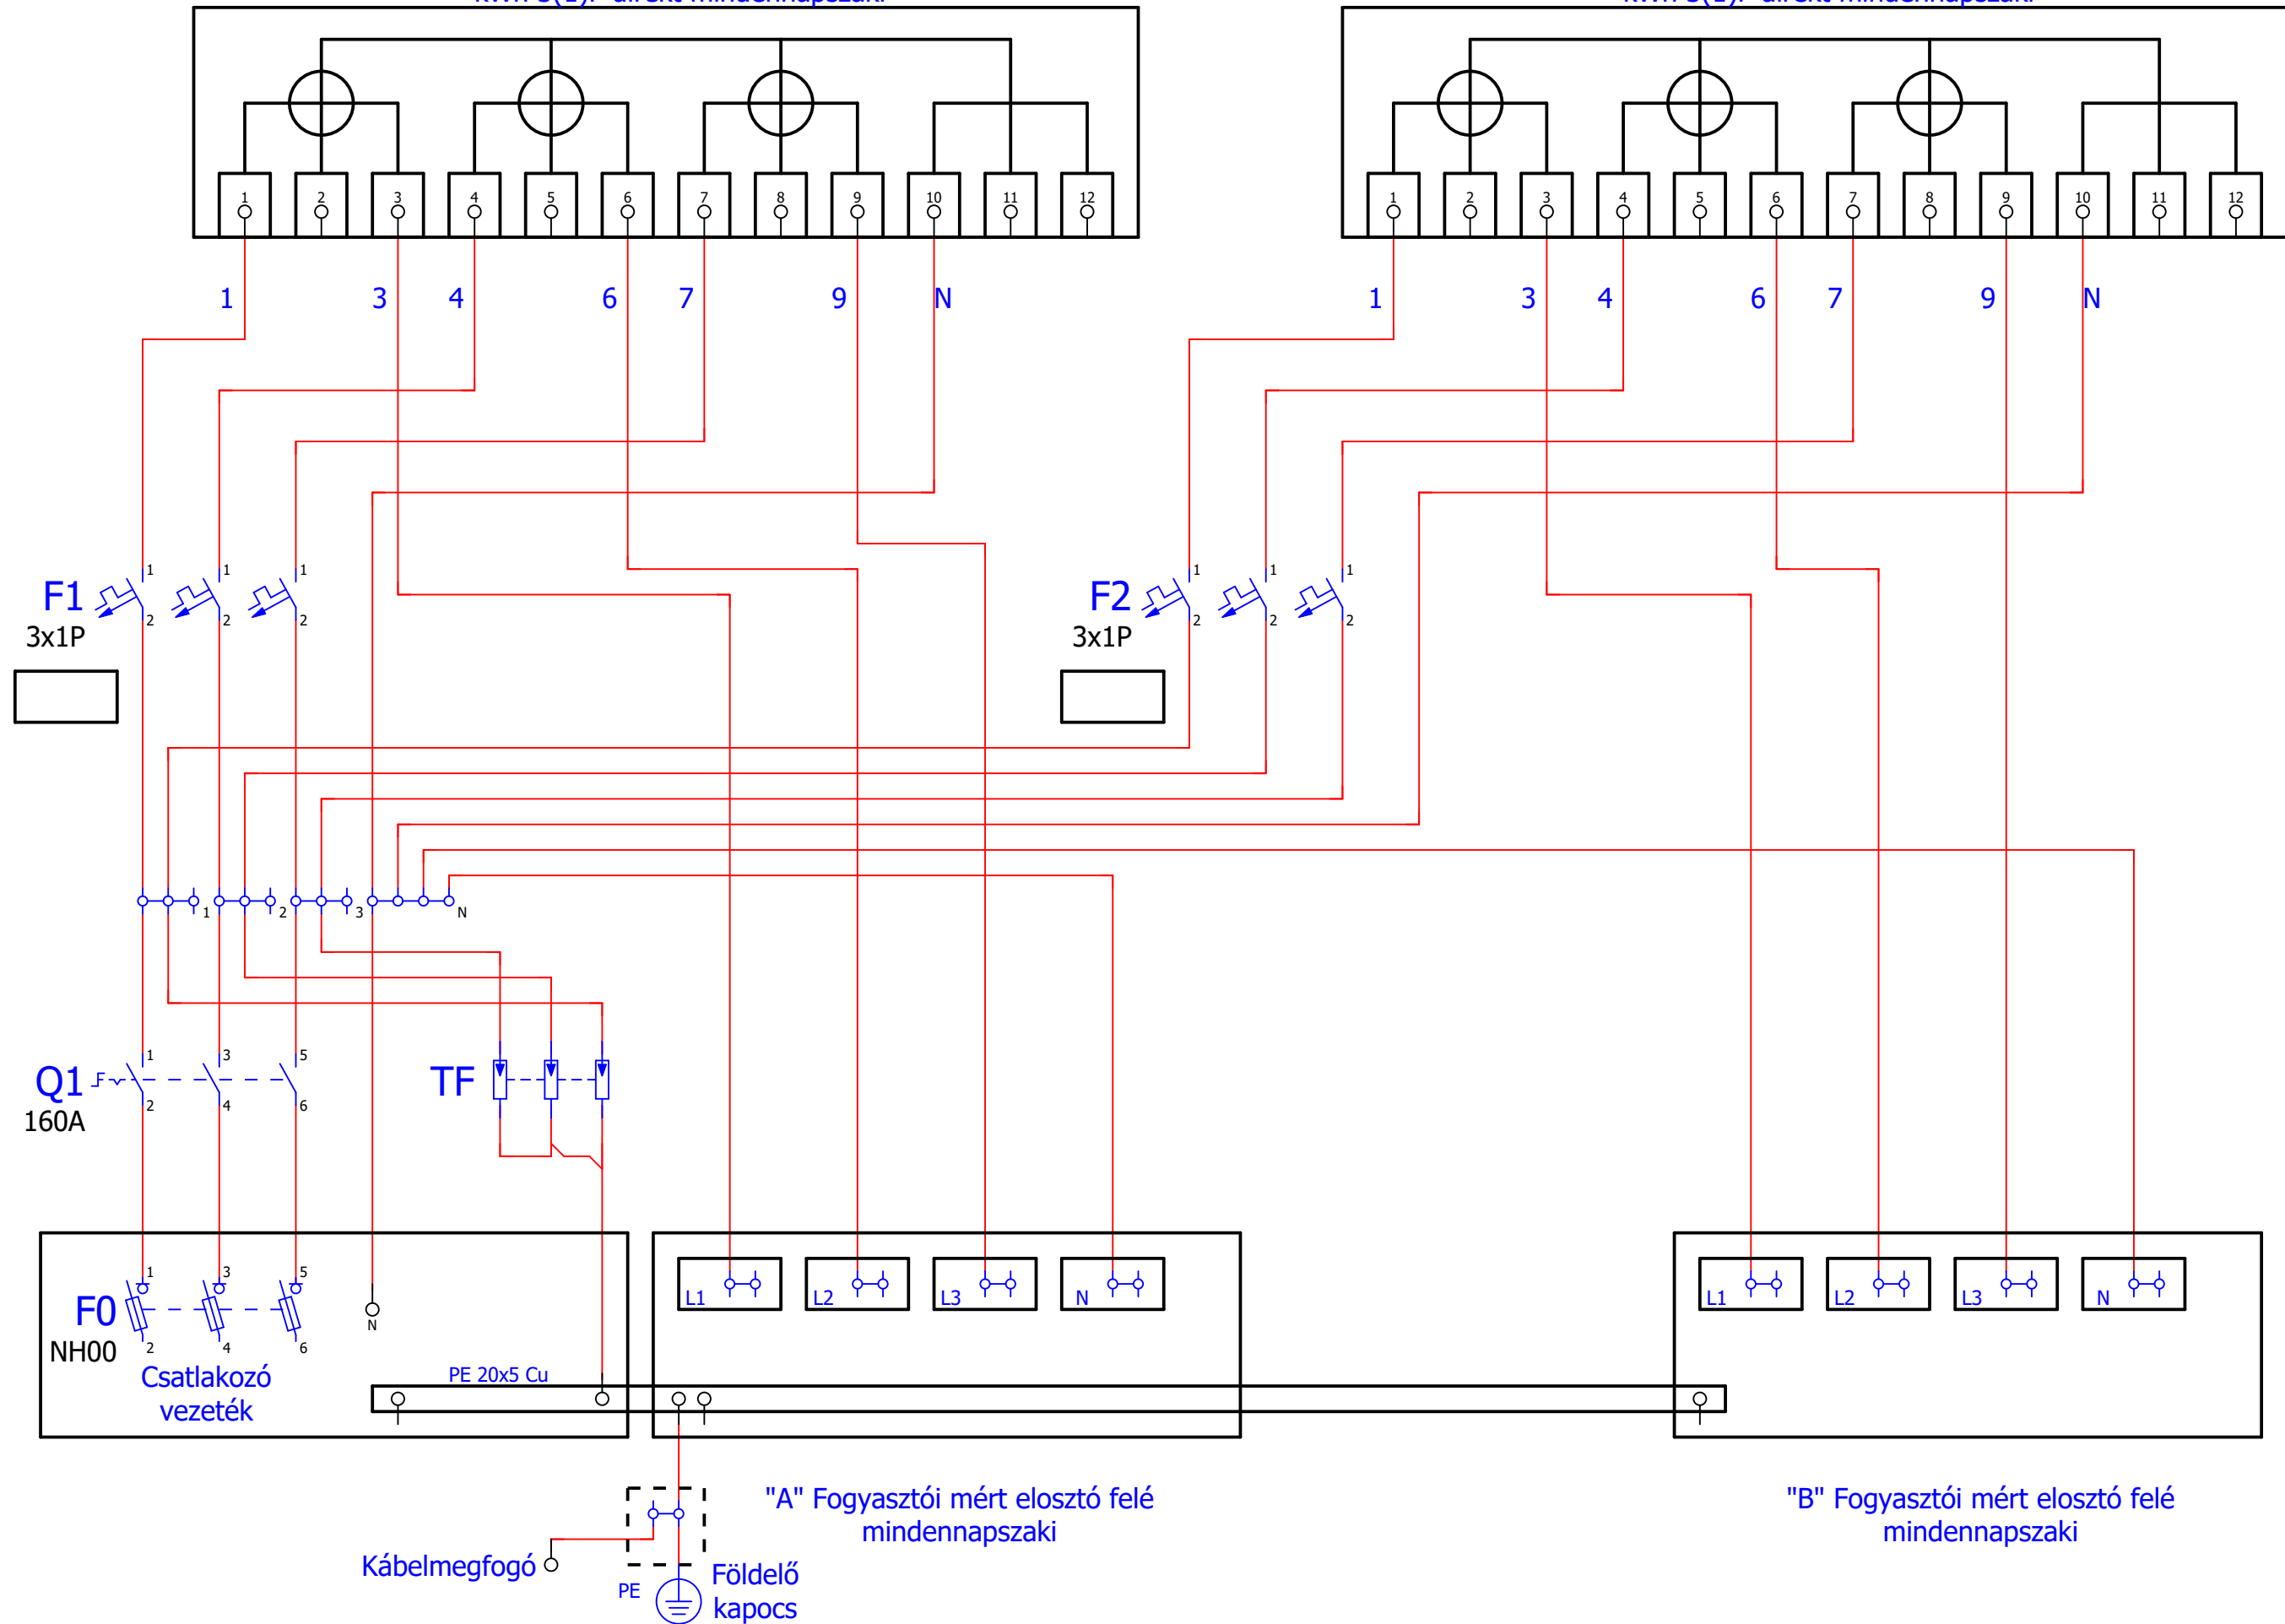 1 2 3 4 5 6 7 8 9 10 11 12
1 2 3 4 5 6 7 8 9 10 11 12
1 3 4 6 7 9 N
1 3 4 6 7 9 N
F1
3x1P
1 1 1
2 2 2
F2
3x1P
1 1 1
2 2 2
1 2 3 N
Q1
160A
1 3 5
2 4 6
TF
F0
NH00
1 3 5
2 4 6
N
Csatlakozó
vezeték
PE 20x5 Cu
L1 L2 L3 N
L1 L2 L3 N
"A" Fogyasztói mért elosztó felé
mindennapszaki
"B" Fogyasztói mért elosztó felé
mindennapszaki
Kábelmegfogó
PE
Földelő
kapocs